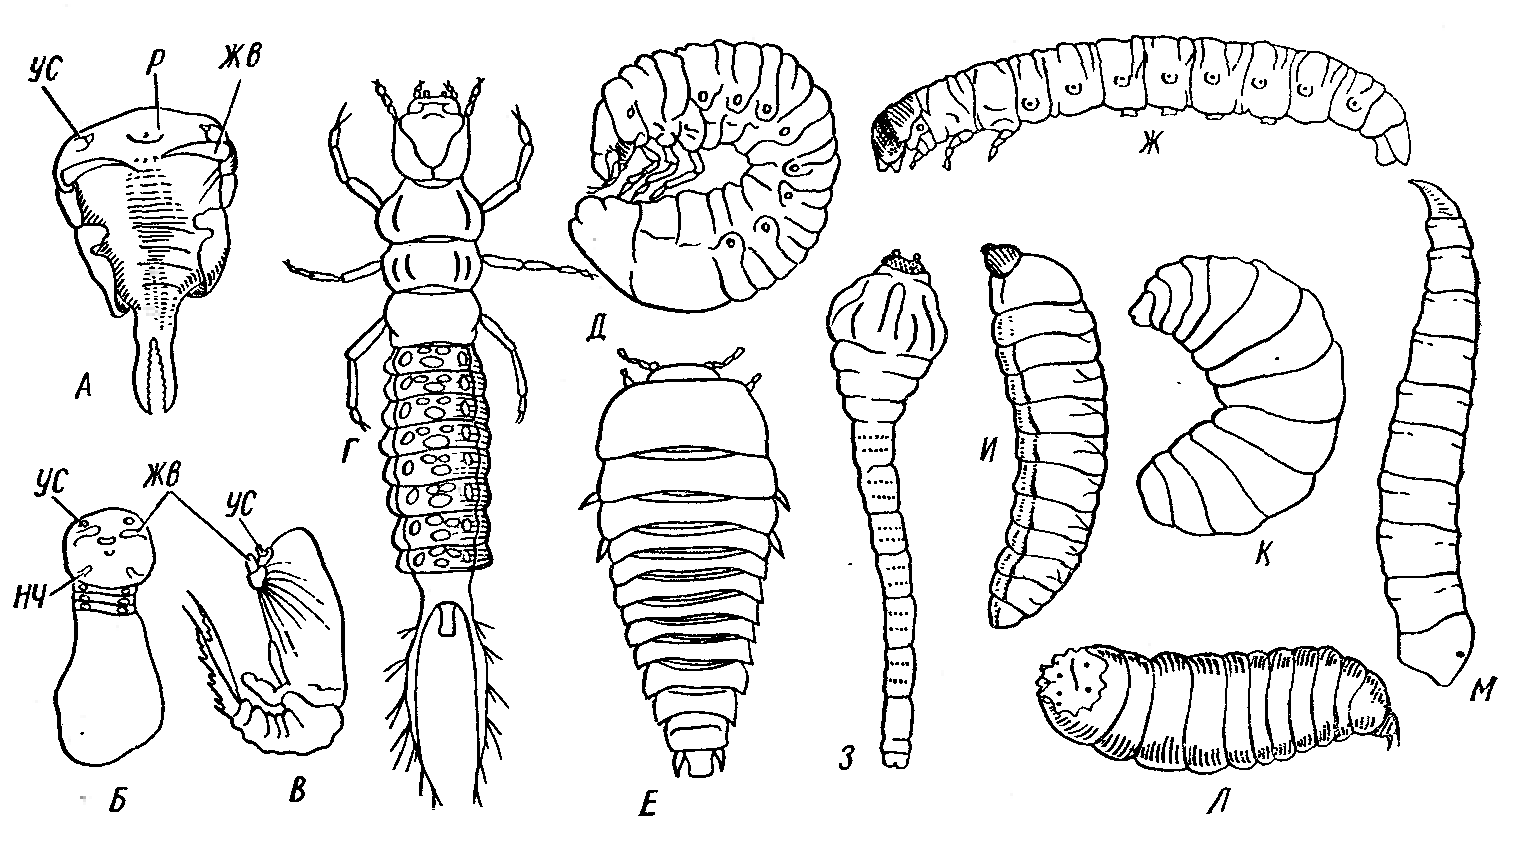 УС
Р
ЖВ
А
УС
ЖВ
УС
НЧ
Б
В
Г
Д
Е
Ж
З
И
К
Л
М